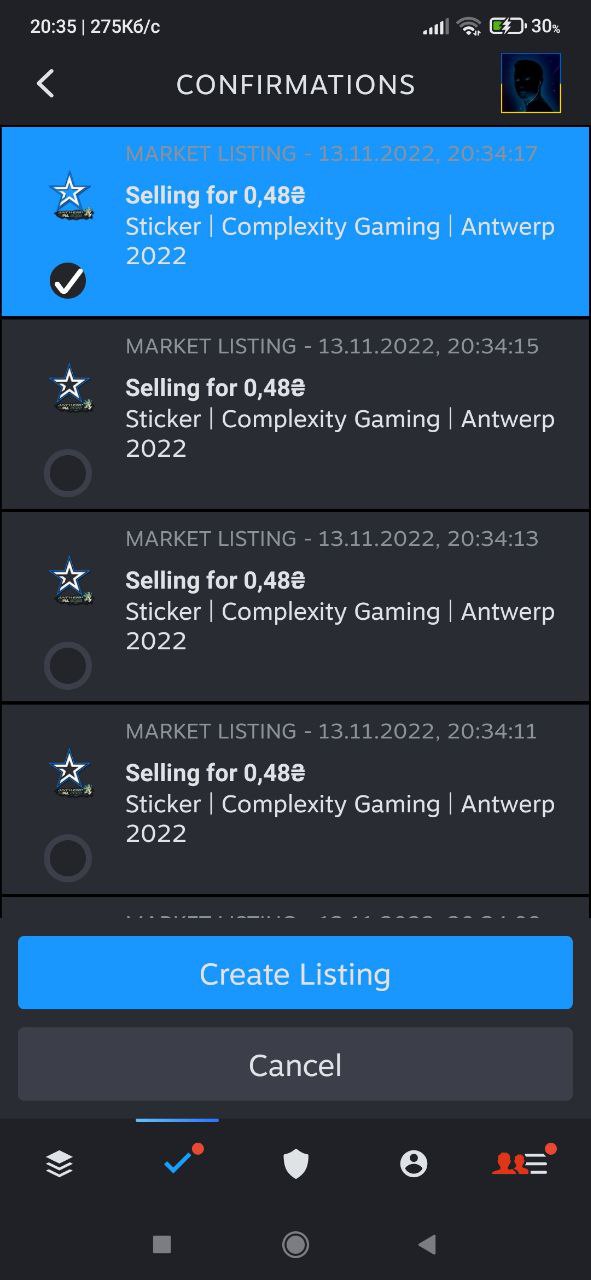 20:35 | 275Кб/с
30%
CONFIRMATIONS
MARKET LISTING - 13.11.2022, 20:34:17
Selling for 0,48₴
Sticker | Complexity Gaming | Antwerp
2022
MARKET LISTING - 13.11.2022, 20:34:15
Selling for 0,48₴
Sticker | Complexity Gaming | Antwerp
2022
MARKET LISTING - 13.11.2022, 20:34:13
Selling for 0,48₴
Sticker | Complexity Gaming | Antwerp
2022
MARKET LISTING - 13.11.2022, 20:34:11
Selling for 0,48₴
Sticker | Complexity Gaming | Antwerp
2022
Create Listing
Cancel